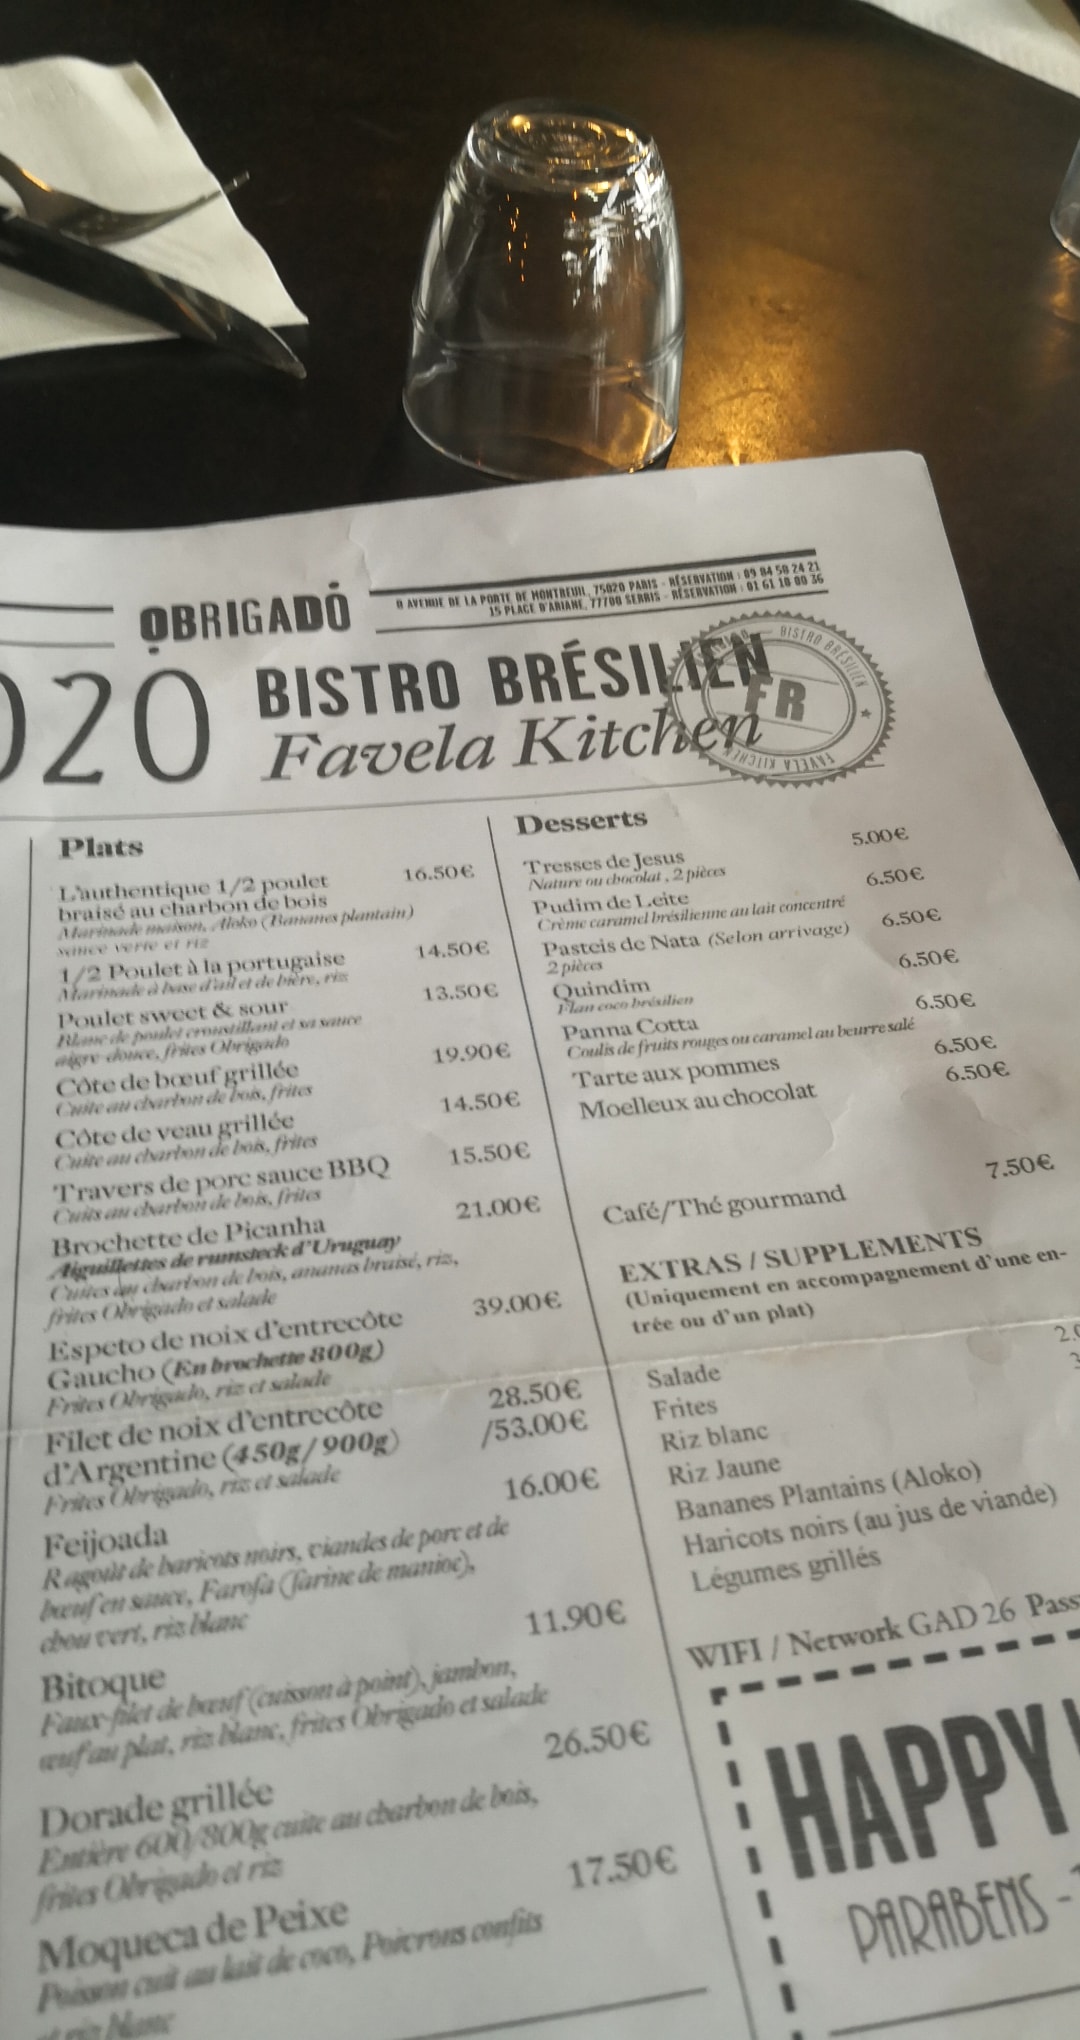 OBRIGADO
AVENUE DE LA PORTE DE MONTREUIL, 75020 PARIS - RÉSERVATION : 09 84 50 24 21
15 PLACE D'ARIANE, 77700 SERRIS - RÉSERVATION : 01 61 10 00 36
020
BISTRO BRÉSILIEN
Favela Kitchen
BISTRO BRÉSILIEN
FR
FAVELA KITCHEN
Plats
L'authentique 1/2 poulet 16.50€
braisé au charbon de bois
Marinade maison, Aloko (Bananes plantain)
sauce verte et riz
1/2 Poulet à la portugaise 14.50€
Marinade à base d'ail et de bière, riz
Poulet sweet & sour 13.50€
Blanc de poulet croustillant et sa sauce
aigre-douce, frites Obrigado
Côte de bœuf grillée 19.90€
Cuite au charbon de bois, frites
Côte de veau grillée 14.50€
Cuite au charbon de bois, frites
Travers de porc sauce BBQ 15.50€
Cuits au charbon de bois, frites
Brochette de Picanha 21.00€
Aiguillettes de rumsteck d'Uruguay
Cuites au charbon de bois, ananas braisé, riz,
frites Obrigado et salade
Espeto de noix d'entrecôte 39.00€
Gaucho (En brochette 800g)
Frites Obrigado, riz et salade
Filet de noix d'entrecôte 28.50€
d'Argentine (450g/900g) /53.00€
Frites Obrigado, riz et salade
Feijoada 16.00€
Ragoût de haricots noirs, viandes de porc et de
bœuf en sauce, Farofa (farine de manioc),
chou vert, riz blanc
Bitoque 11.90€
Faux-filet de bœuf (cuisson à point), jambon,
œuf au plat, riz blanc, frites Obrigado et salade
Dorade grillée 26.50€
Entière 600/800g cuite au charbon de bois,
frites Obrigado et riz
Moqueca de Peixe 17.50€
Poisson cuit au lait de coco, Poivrons confits
et riz blanc
Desserts
Tresses de Jesus 5.00€
Nature ou chocolat , 2 pièces
Pudim de Leite 6.50€
Crème caramel brésilienne au lait concentré
Pasteis de Nata (Selon arrivage) 6.50€
2 pièces
Quindim 6.50€
Flan coco brésilien
Panna Cotta 6.50€
Coulis de fruits rouges ou caramel au beurre salé
Tarte aux pommes 6.50€
Moelleux au chocolat 6.50€
Café/Thé gourmand 7.50€
EXTRAS / SUPPLEMENTS
(Uniquement en accompagnement d'une en-
trée ou d'un plat)
Salade
Frites
Riz blanc
Riz Jaune
Bananes Plantains (Aloko)
Haricots noirs (au jus de viande)
Légumes grillés
WIFI / Network GAD 26 Pass
HAPPY
PARABENS -